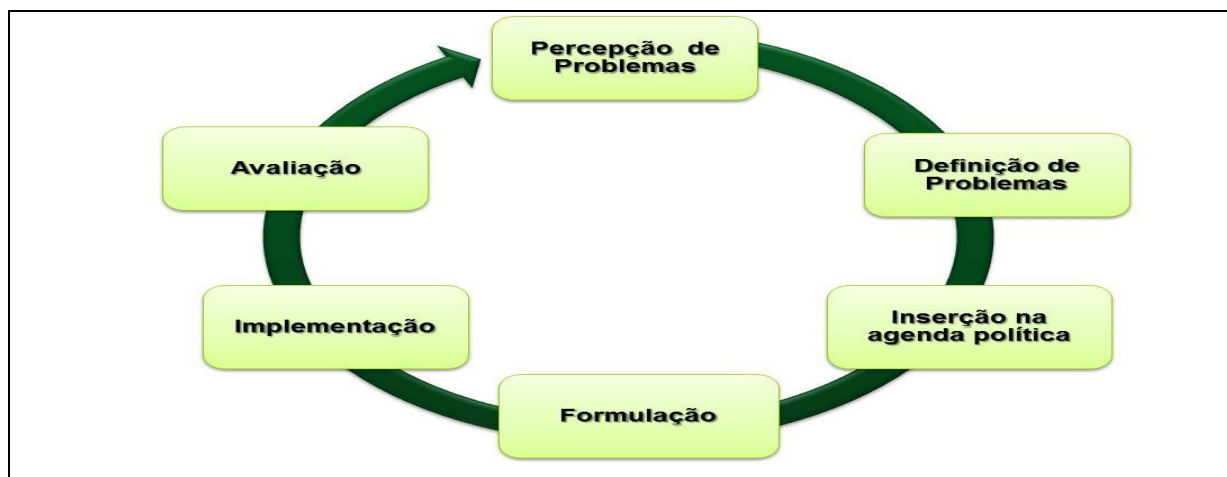 Percepção de
Problemas
Definição de
Problemas
Inserção na
agenda política
Formulação
Implementação
Avaliação